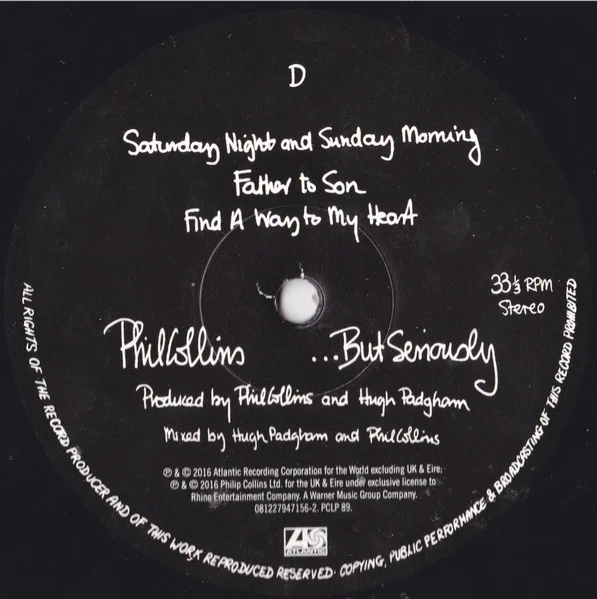 D
Saturday Night and Sunday Morning
Father to Son
Find A Way to My Heart
33⅓ RPM
Stereo
Phil Collins ...But Seriously
Produced by Phil Collins and Hugh Padgham
Mixed by Hugh Padgham and Phil Collins
℗ & © 2016 Atlantic Recording Corporation for the World excluding UK & Eire,
℗ & © 2016 Philip Collins Ltd. for the UK & Eire under exclusive license to
Rhino Entertainment Company. A Warner Music Group Company.
081227947156-2. PCLP 89.
ATLANTIC
ALL RIGHTS OF THE RECORD PRODUCER AND OF THIS WORK REPRODUCED RESERVED· COPYING, PUBLIC PERFORMANCE & BROADCASTING OF THIS RECORD PROHIBITED